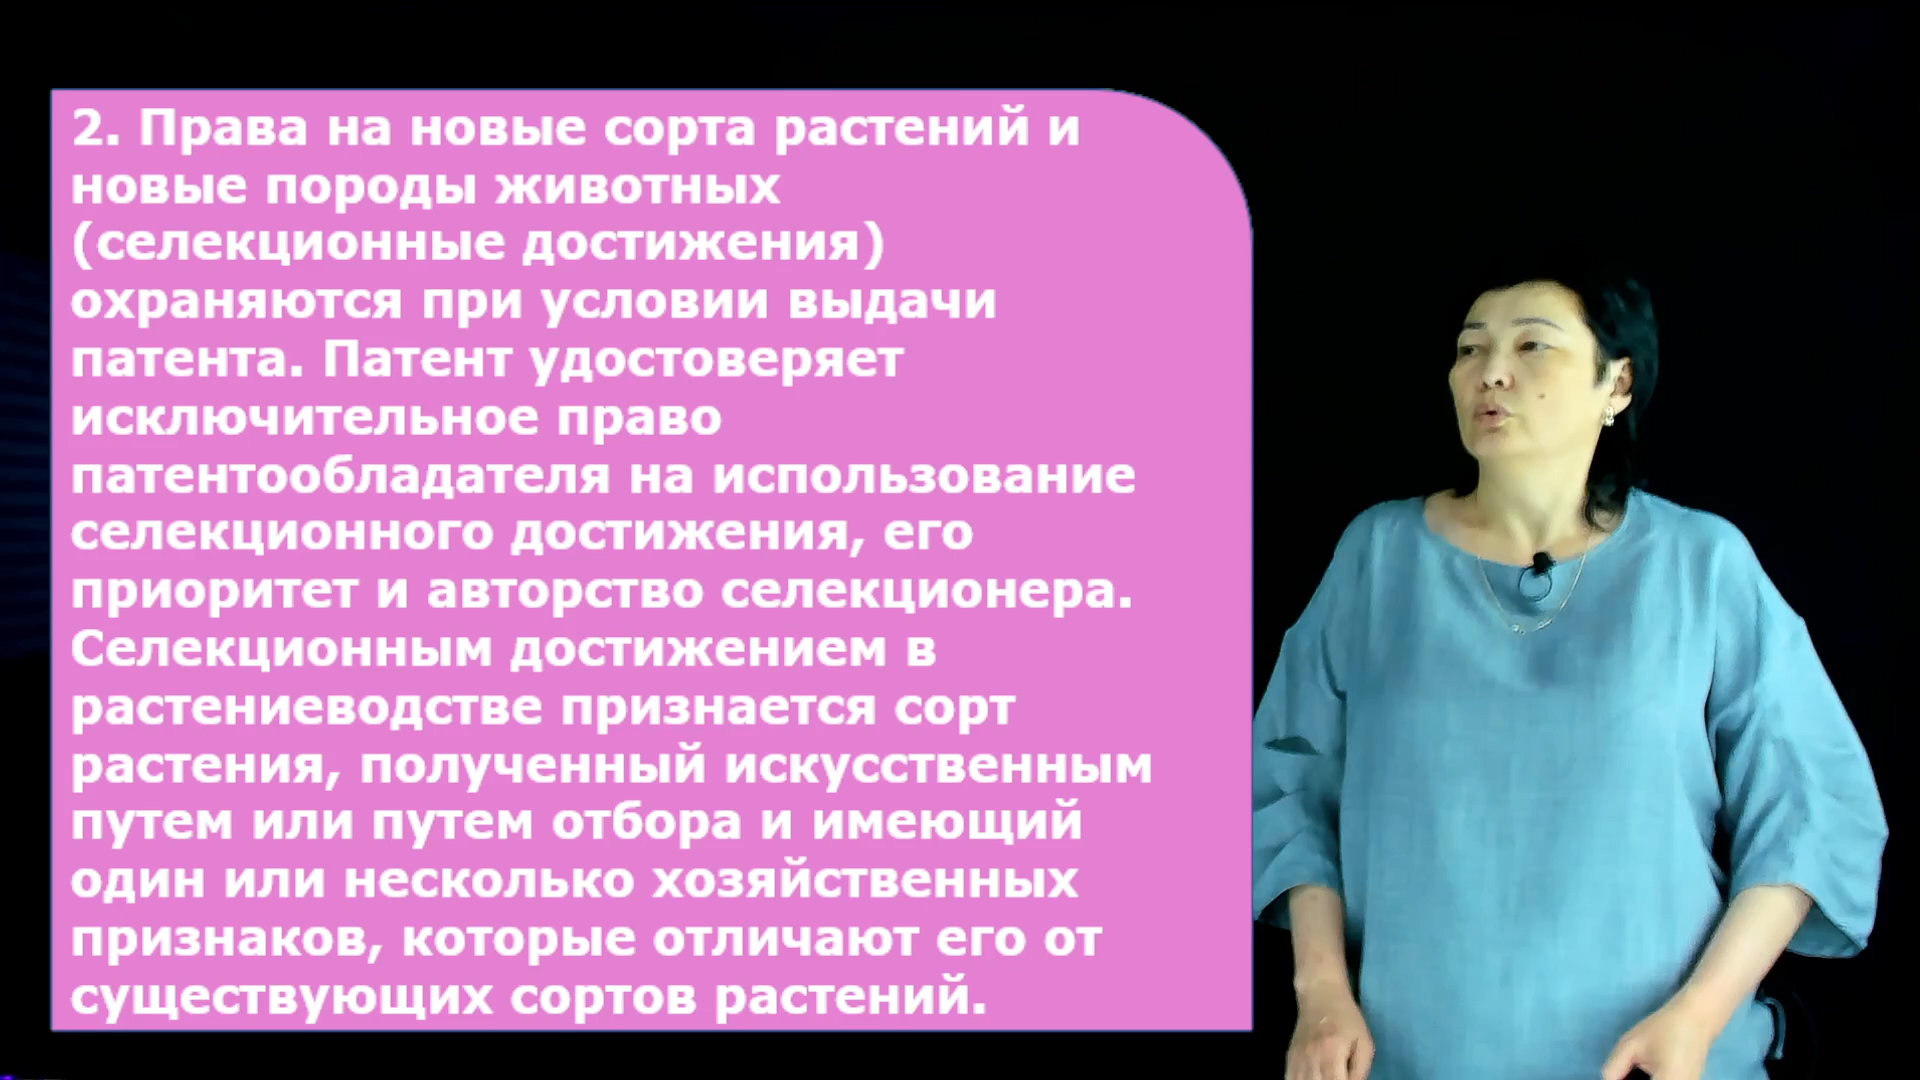 2. Права на новые сорта растений и
новые породы животных
(селекционные достижения)
охраняются при условии выдачи
патента. Патент удостоверяет
исключительное право
патентообладателя на использование
селекционного достижения, его
приоритет и авторство селекционера.
Селекционным достижением в
растениеводстве признается сорт
растения, полученный искусственным
путем или путем отбора и имеющий
один или несколько хозяйственных
признаков, которые отличают его от
существующих сортов растений.